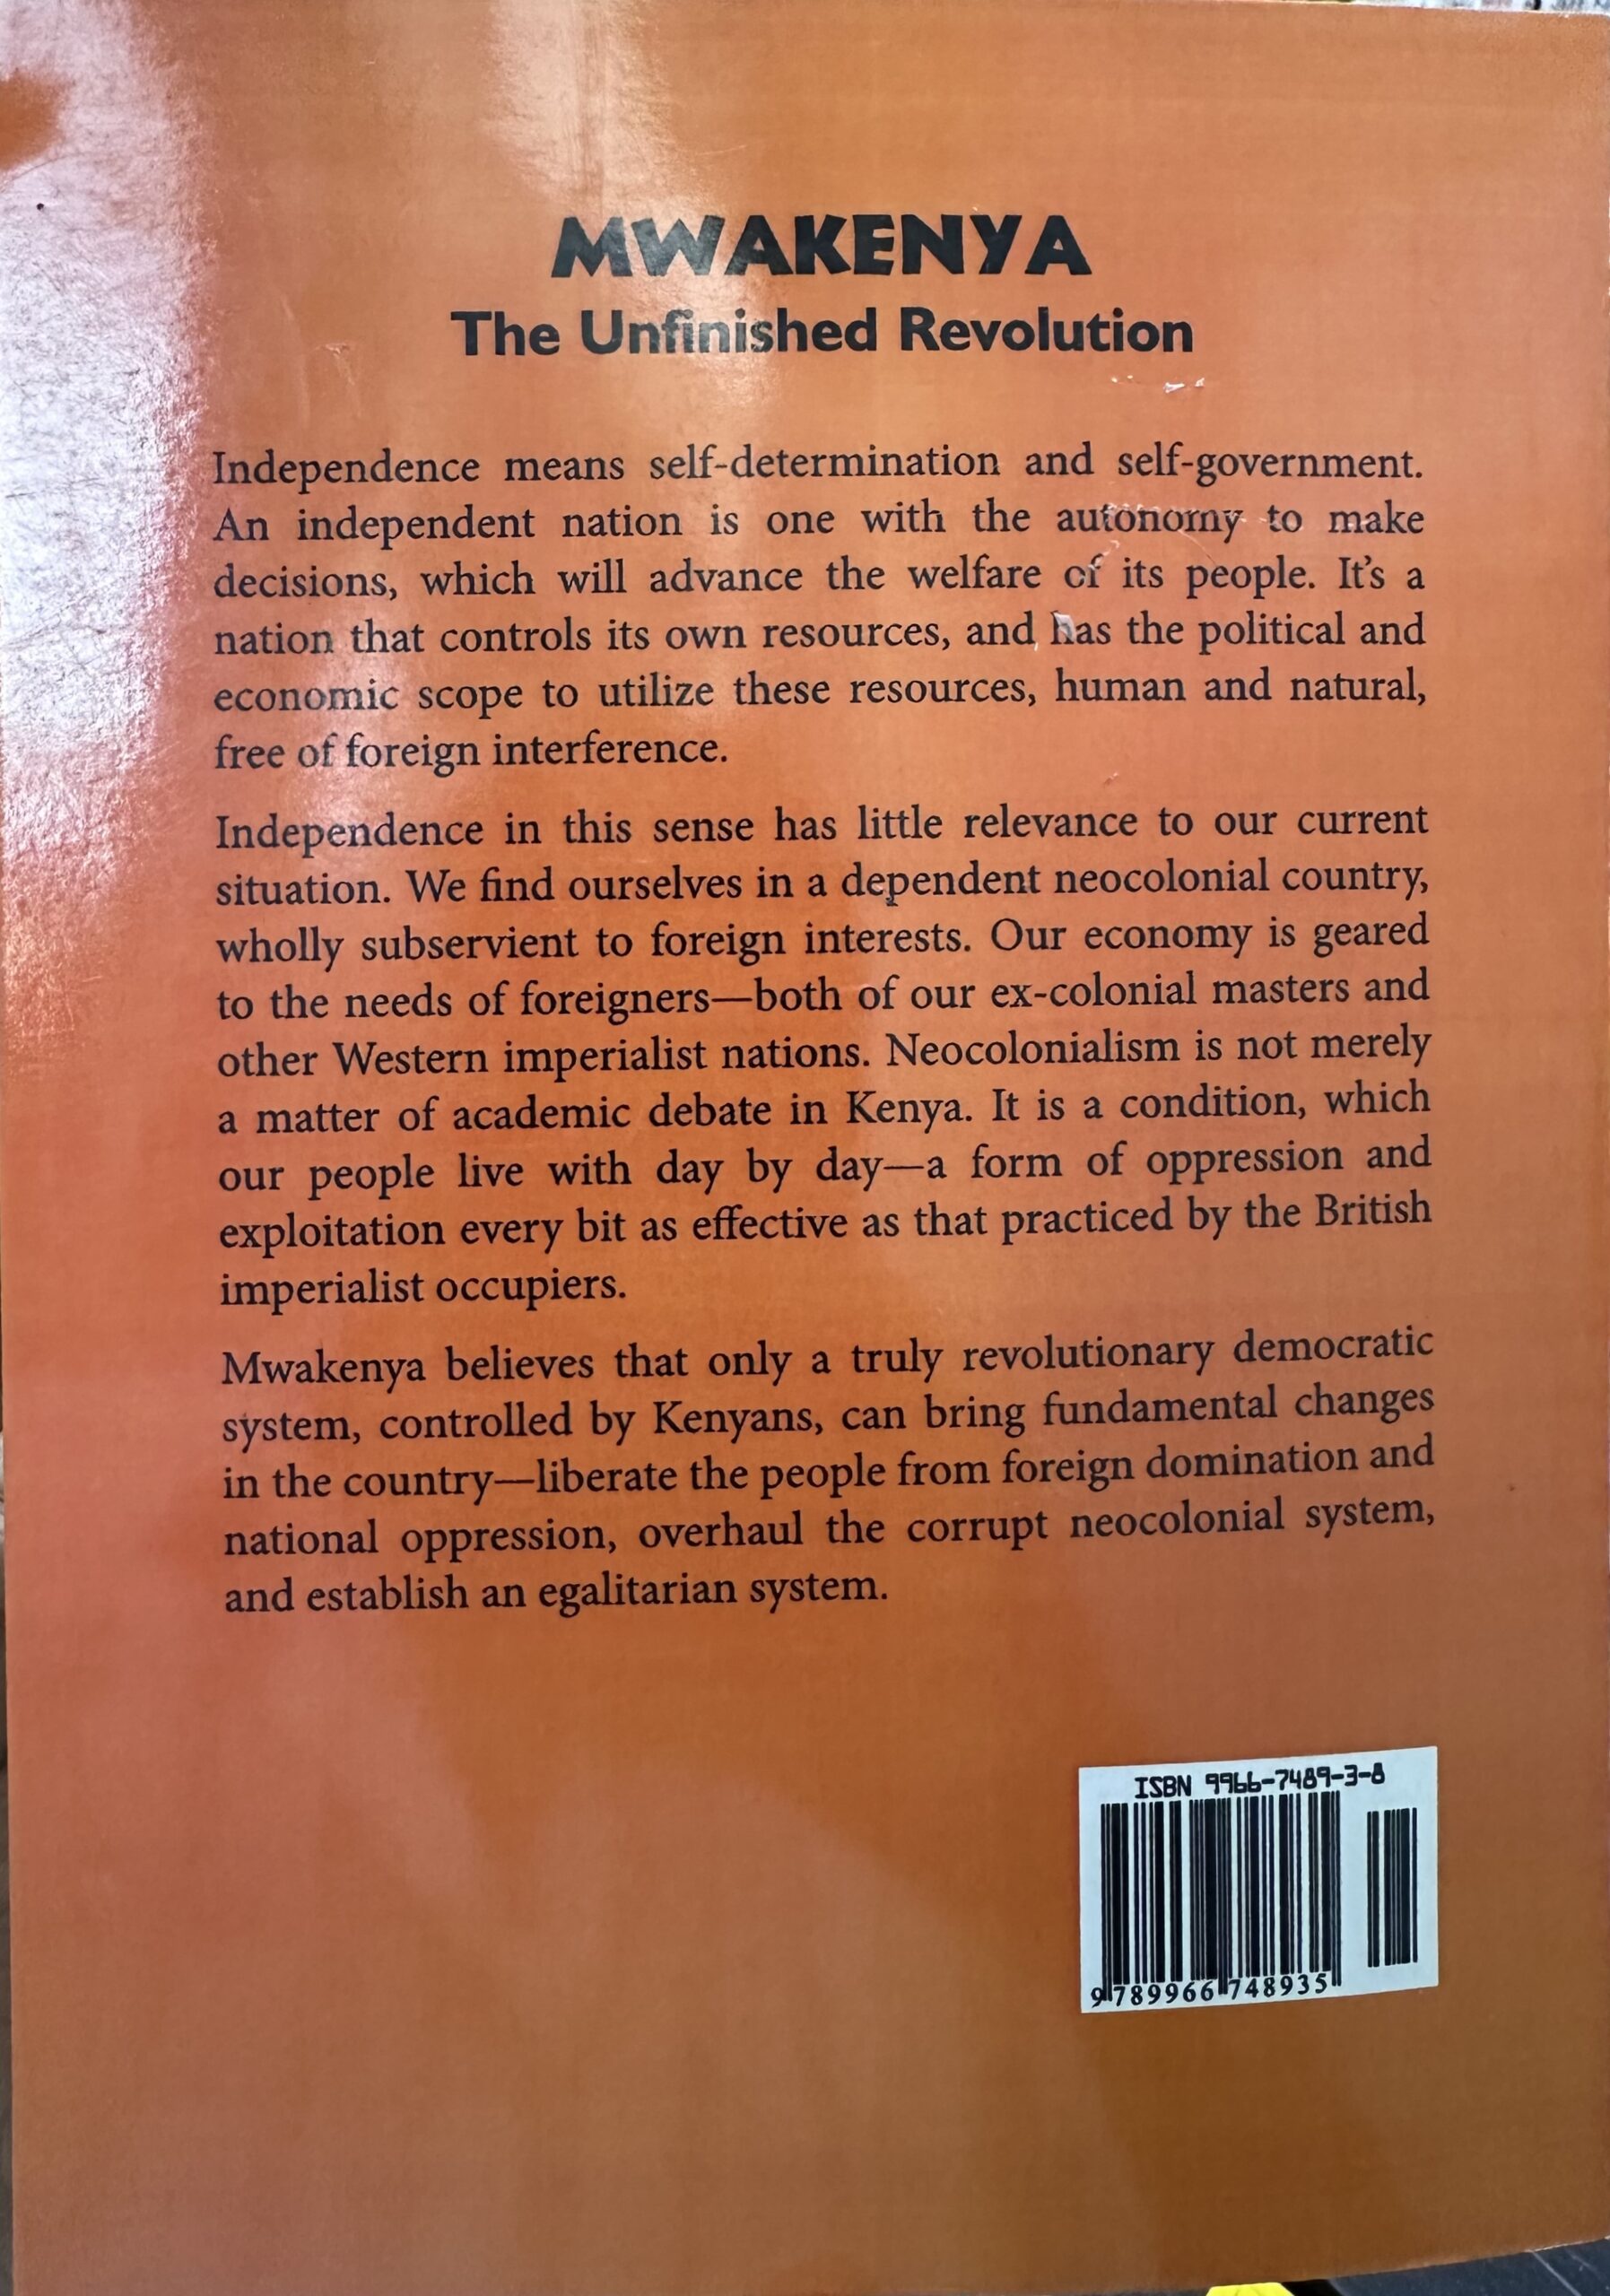 MWAKENYA
The Unfinished Revolution
Independence means self-determination and self-government.
An independent nation is one with the autonomy to make
decisions, which will advance the welfare of its people. It's a
nation that controls its own resources, and has the political and
economic scope to utilize these resources, human and natural,
free of foreign interference.
Independence in this sense has little relevance to our current
situation. We find ourselves in a dependent neocolonial country,
wholly subservient to foreign interests. Our economy is geared
to the needs of foreigners—both of our ex-colonial masters and
other Western imperialist nations. Neocolonialism is not merely
a matter of academic debate in Kenya. It is a condition, which
our people live with day by day—a form of oppression and
exploitation every bit as effective as that practiced by the British
imperialist occupiers.
Mwakenya believes that only a truly revolutionary democratic
system, controlled by Kenyans, can bring fundamental changes
in the country—liberate the people from foreign domination and
national oppression, overhaul the corrupt neocolonial system,
and establish an egalitarian system.
ISBN 9966-7489-3-8
9 789966 748935